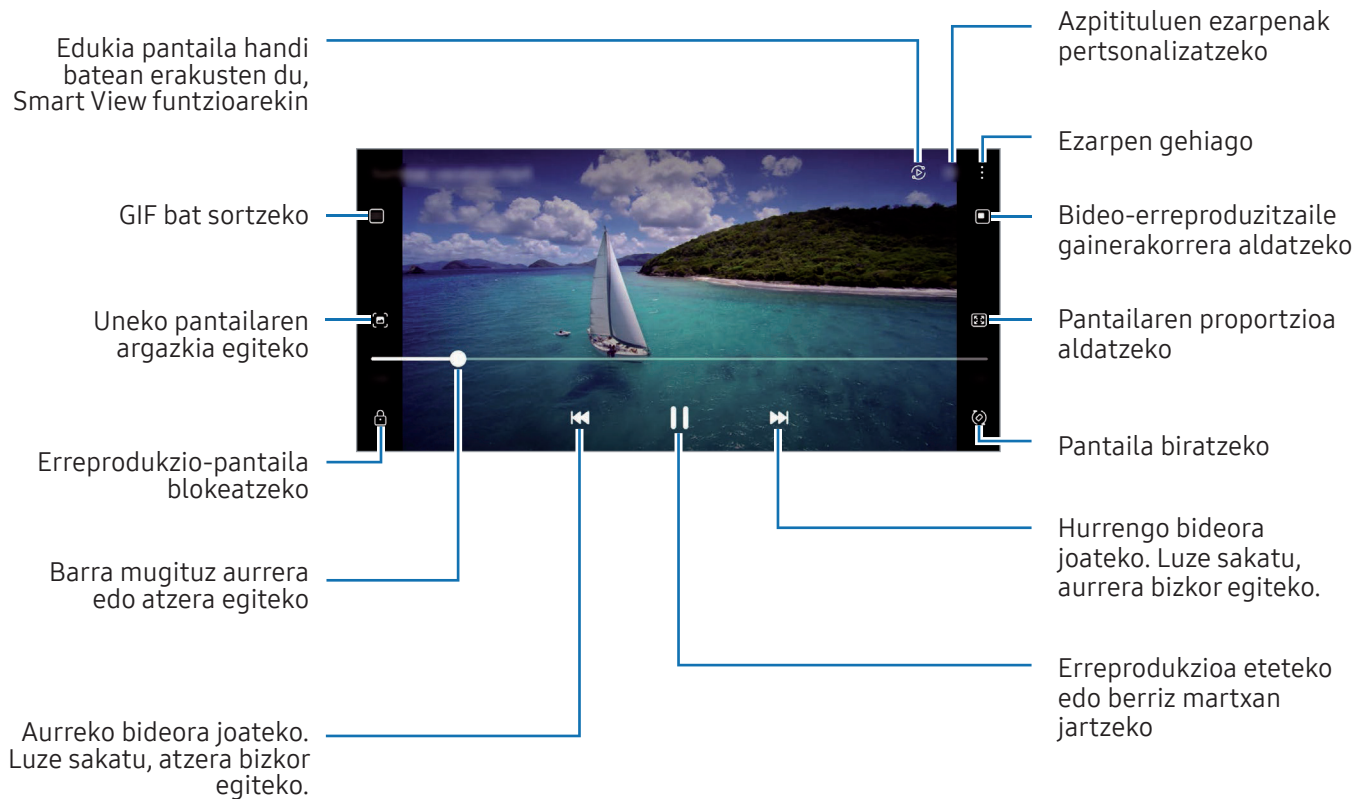 Edukia pantaila handi
batean erakusten du,
Smart View funtzioarekin
GIF bat sortzeko
Uneko pantailaren
argazkia egiteko
Erreprodukzio-pantaila
blokeatzeko
Barra mugituz aurrera
edo atzera egiteko
Aurreko bideora joateko.
Luze sakatu, atzera bizkor
egiteko.
Azpitituluen ezarpenak
pertsonalizatzeko
Ezarpen gehiago
Bideo-erreproduzitzaile
gainerakorrera aldatzeko
Pantailaren proportzioa
aldatzeko
Pantaila biratzeko
Hurrengo bideora
joateko. Luze sakatu,
aurrera bizkor egiteko.
Erreprodukzioa eteteko
edo berriz martxan
jartzeko